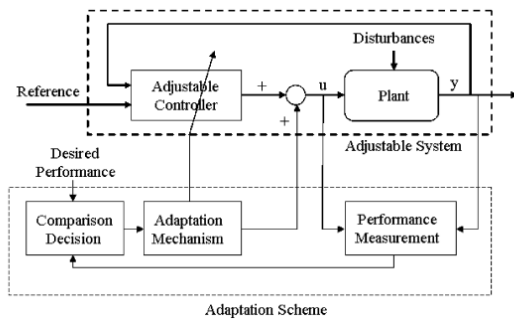 Disturbances
Reference
Adjustable
Controller
+
+
u
Plant
y
Adjustable System
Desired
Performance
Comparison
Decision
Adaptation
Mechanism
Performance
Measurement
Adaptation Scheme